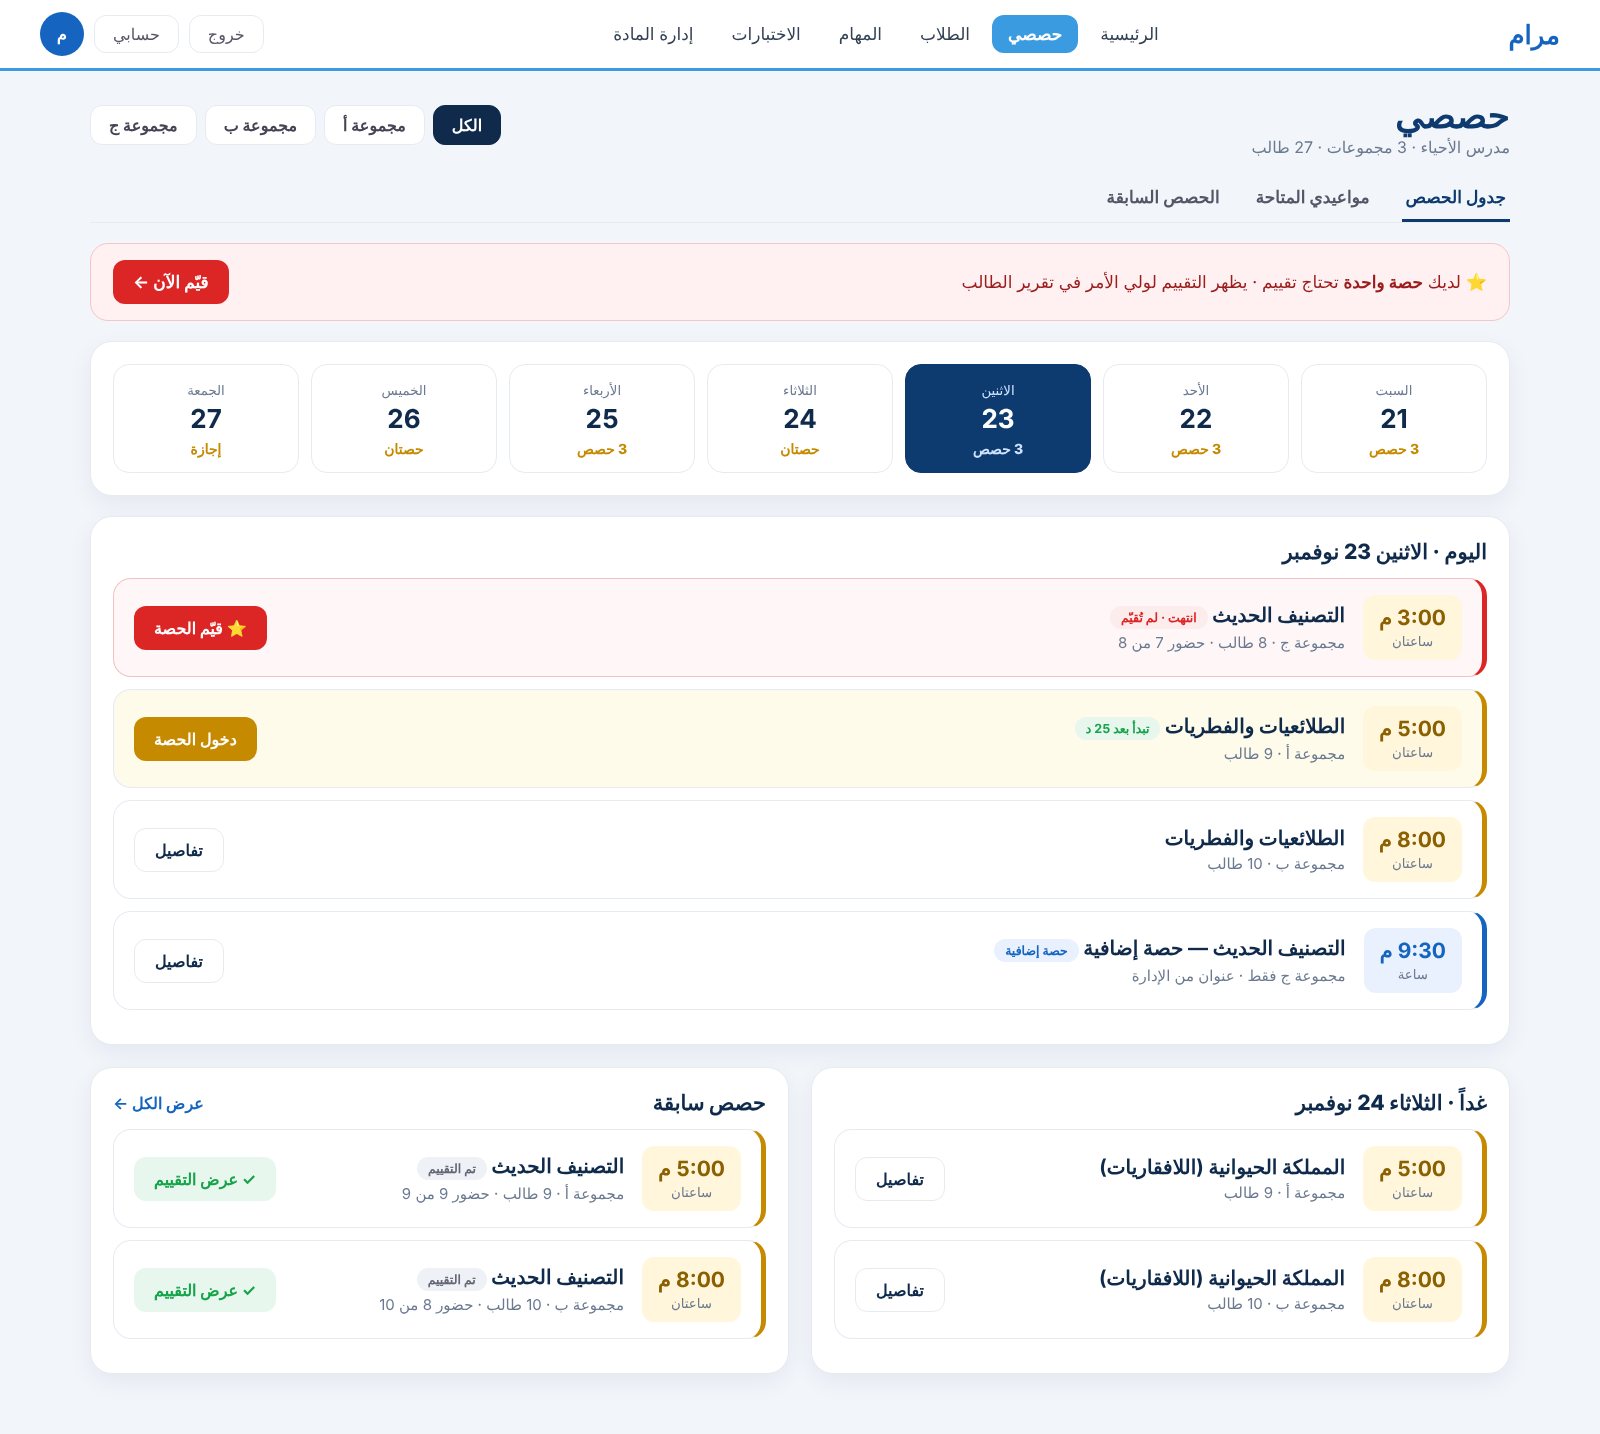 مرام
الرئيسية
حصصي
الطلاب
المهام
الاختبارات
إدارة المادة
خروج
حسابي
م
حصصي
مدرس الأحياء · 3 مجموعات · 27 طالب
الكل
مجموعة أ
مجموعة ب
مجموعة ج
جدول الحصص
مواعيدي المتاحة
الحصص السابقة
⭐ لديك حصة واحدة تحتاج تقييم · يظهر التقييم لولي الأمر في تقرير الطالب
قيّم الآن ←
السبت
21
3 حصص
الأحد
22
3 حصص
الاثنين
23
3 حصص
الثلاثاء
24
حصتان
الأربعاء
25
3 حصص
الخميس
26
حصتان
الجمعة
27
إجازة
اليوم · الاثنين 23 نوفمبر
3:00 م
ساعتان
التصنيف الحديث انتهت · لم تُقيّم
مجموعة ج · 8 طالب · حضور 7 من 8
⭐ قيّم الحصة
5:00 م
ساعتان
الطلائعيات والفطريات تبدأ بعد 25 د
مجموعة أ · 9 طالب
دخول الحصة
8:00 م
ساعتان
الطلائعيات والفطريات
مجموعة ب · 10 طالب
تفاصيل
9:30 م
ساعة
التصنيف الحديث — حصة إضافية حصة إضافية
مجموعة ج فقط · عنوان من الإدارة
تفاصيل
غداً · الثلاثاء 24 نوفمبر
5:00 م
ساعتان
المملكة الحيوانية (اللافقاريات)
مجموعة أ · 9 طالب
تفاصيل
8:00 م
ساعتان
المملكة الحيوانية (اللافقاريات)
مجموعة ب · 10 طالب
تفاصيل
حصص سابقة
عرض الكل ←
5:00 م
ساعتان
التصنيف الحديث تم التقييم
مجموعة أ · 9 طالب · حضور 9 من 9
✓ عرض التقييم
8:00 م
ساعتان
التصنيف الحديث تم التقييم
مجموعة ب · 10 طالب · حضور 8 من 10
✓ عرض التقييم